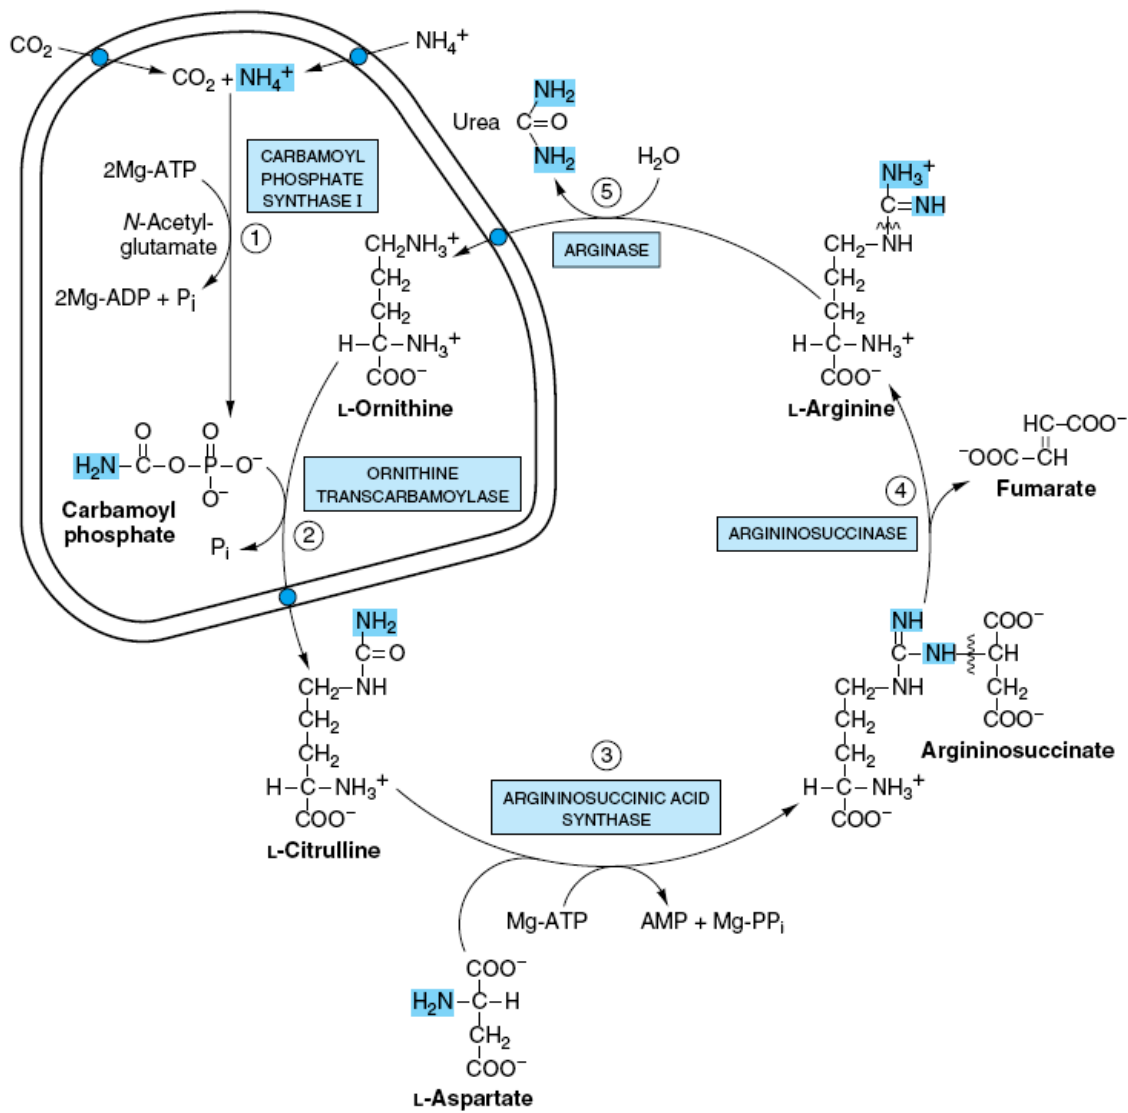 CO₂
NH₄⁺
CO₂ + NH₄⁺
CARBAMOYL
PHOSPHATE
SYNTHASE I
2Mg-ATP
N-Acetyl-
glutamate
1
2Mg-ADP + Pᵢ
O
O
H₂N–C–O–P–O⁻
O⁻
Carbamoyl
phosphate
CH₂NH₃⁺
CH₂
CH₂
H–C–NH₃⁺
COO⁻
L-Ornithine
ORNITHINE
TRANSCARBAMOYLASE
2
Pᵢ
NH₂
C=O
CH₂–NH
CH₂
CH₂
H–C–NH₃⁺
COO⁻
L-Citrulline
3
ARGININOSUCCINIC ACID
SYNTHASE
Mg-ATP
AMP + Mg-PPᵢ
COO⁻
H₂N–C–H
CH₂
COO⁻
L-Aspartate
NH
COO⁻
C–NH–CH
CH₂–NH
CH₂
CH₂
COO⁻
CH₂
H–C–NH₃⁺
COO⁻
Argininosuccinate
4
ARGININOSUCCINASE
HC–COO⁻
⁻OOC–CH
Fumarate
NH₃⁺
C=NH
CH₂–NH
CH₂
CH₂
H–C–NH₃⁺
COO⁻
L-Arginine
5
ARGINASE
H₂O
NH₂
Urea C=O
NH₂